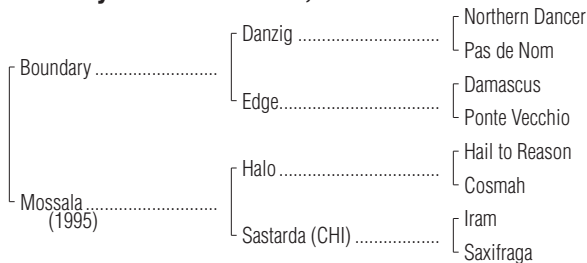 Northern Dancer
Danzig
Pas de Nom
Boundary
Damascus
Edge
Ponte Vecchio
Hail to Reason
Halo
Cosmah
Mossala
(1995)
Iram
Sastarda (CHI)
Saxifraga